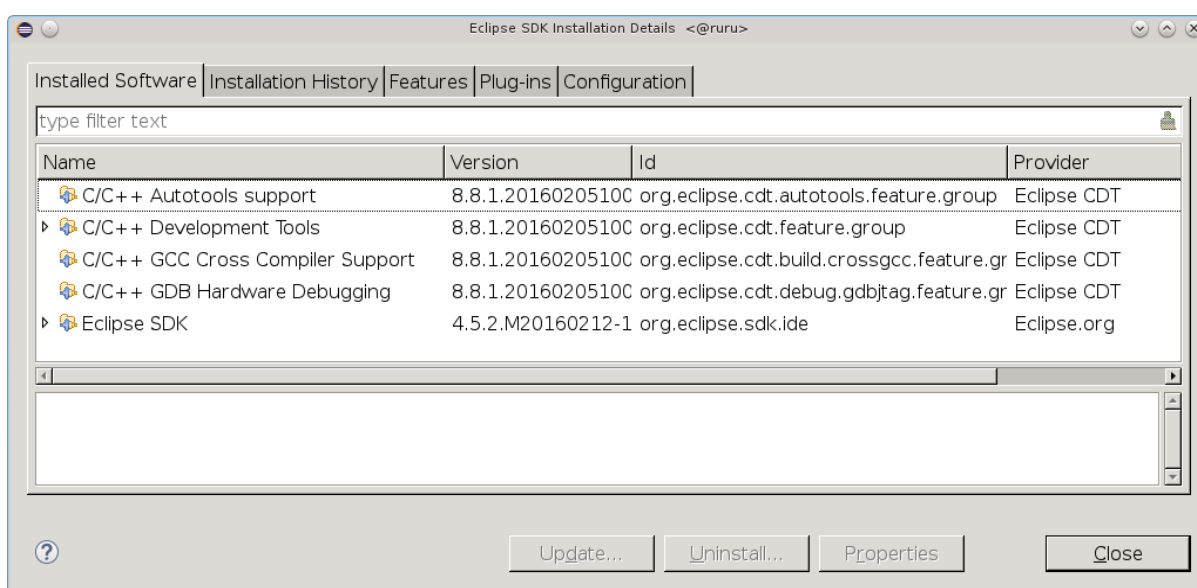 Eclipse SDK Installation Details <@ruru>
Installed Software Installation History Features Plug-ins Configuration
type filter text
Name Version Id Provider
C/C++ Autotools support 8.8.1.20160205100 org.eclipse.cdt.autotools.feature.group Eclipse CDT
C/C++ Development Tools 8.8.1.20160205100 org.eclipse.cdt.feature.group Eclipse CDT
C/C++ GCC Cross Compiler Support 8.8.1.20160205100 org.eclipse.cdt.build.crossgcc.feature.gr Eclipse CDT
C/C++ GDB Hardware Debugging 8.8.1.20160205100 org.eclipse.cdt.debug.gdbjtag.feature.gr Eclipse CDT
Eclipse SDK 4.5.2.M20160212-1 org.eclipse.sdk.ide Eclipse.org
? Update... Uninstall... Properties Close